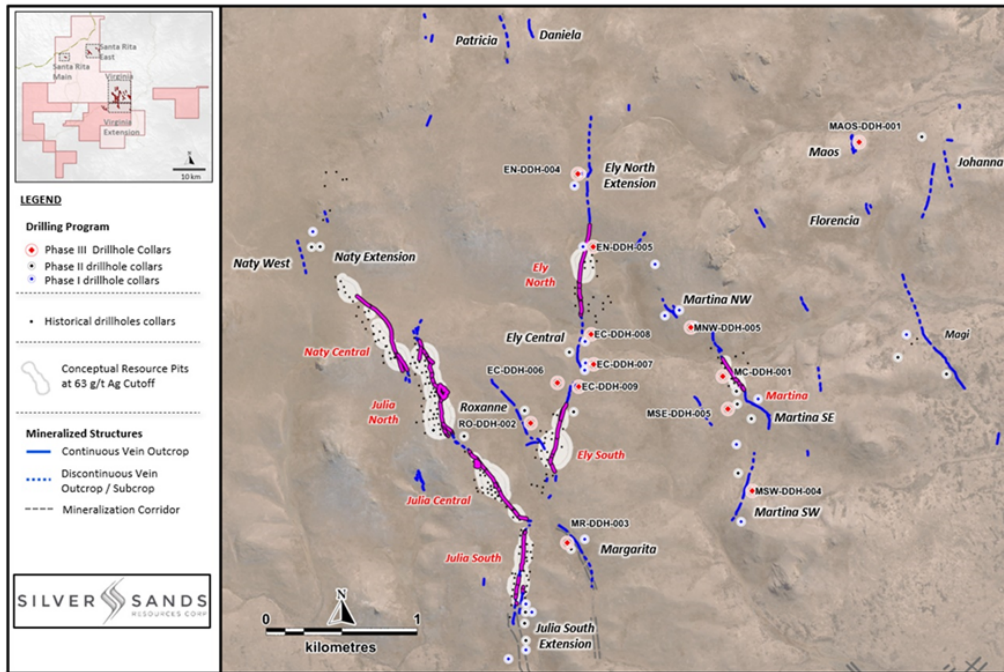 Santa Rita
East
Santa Rita
Main
Virginia
Virginia
Extension
N
10 km
LEGEND
Drilling Program
Phase III Drillhole Collars
Phase II drillhole collars
Phase I drillhole collars
Historical drillholes collars
Conceptual Resource Pits
at 63 g/t Ag Cutoff
Mineralized Structures
Continuous Vein Outcrop
Discontinuous Vein
Outcrop / Subcrop
Mineralization Corridor
SILVER SANDS
RESOURCES CORP
Patricia
Daniela
MAOS-DDH-001
Maos
Johanna
EN-DDH-004
Ely North
Extension
Florencia
Naty West
Naty Extension
EN-DDH-005
Ely
North
Martina NW
MNW-DDH-005
Ely Central
EC-DDH-008
Magi
Naty Central
EC-DDH-007
EC-DDH-006
EC-DDH-009
MC-DDH-001
Martina
Julia
North
Roxanne
RO-DDH-002
MSE-DDH-005
Martina SE
Ely South
Julia Central
MSW-DDH-004
Martina SW
MR-DDH-003
Margarita
Julia South
N
0
1
kilometres
Julia South
Extension